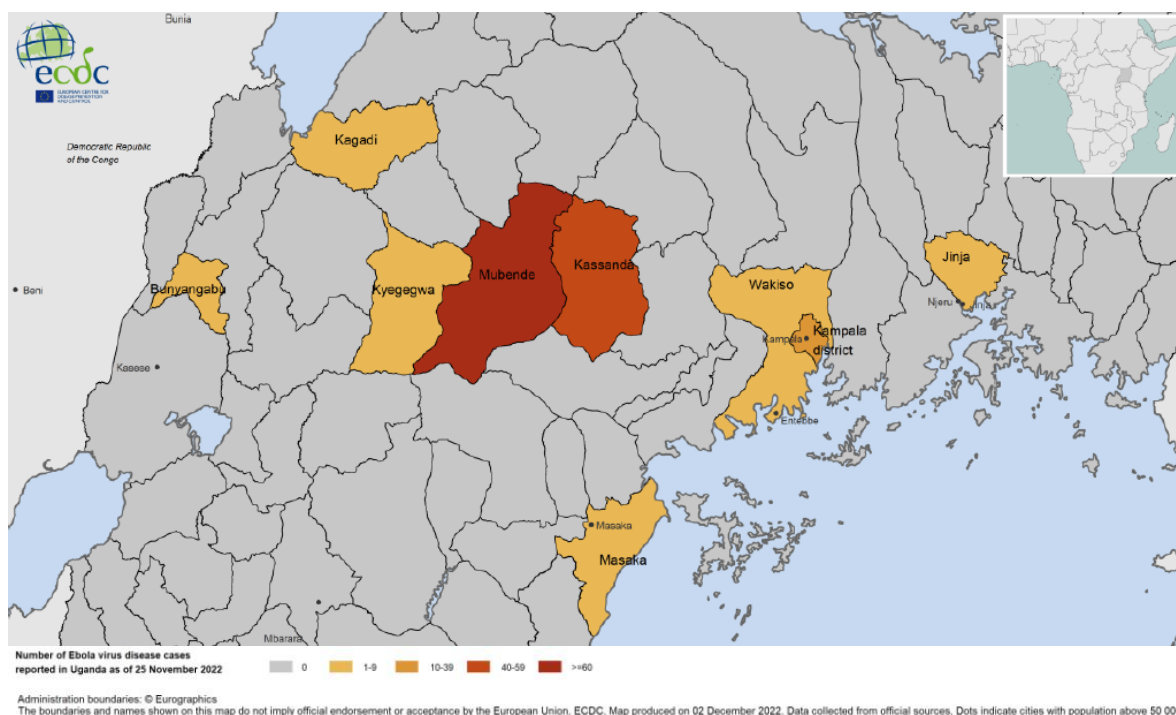 Bunia
ecdc
EUROPEAN CENTRE FOR
DISEASE PREVENTION
AND CONTROL
Democratic Republic
of the Congo
Kagadi
Mubende
Kassanda
Kyegegwa
Bunyangabu
Beni
Kasese
Wakiso
Jinja
Njeru
Jinja
Kampala
Kampala
district
Entebbe
Masaka
Masaka
Mbarara
Number of Ebola virus disease cases
reported in Uganda as of 25 November 2022
0 1-9 10-39 40-59 >=60
Administration boundaries: © Eurographics
The boundaries and names shown on this map do not imply official endorsement or acceptance by the European Union. ECDC. Map produced on 02 December 2022. Data collected from official sources. Dots indicate cities with population above 50